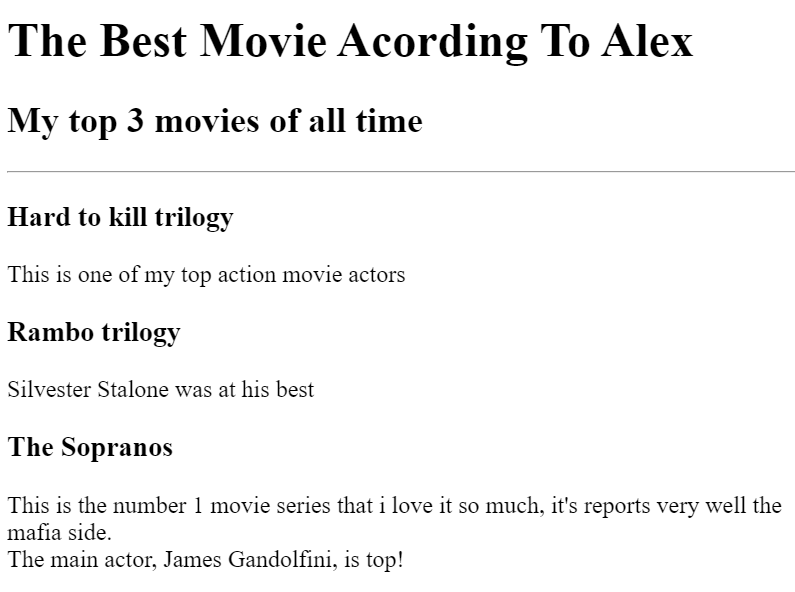 The Best Movie Acording To Alex
My top 3 movies of all time
Hard to kill trilogy
This is one of my top action movie actors
Rambo trilogy
Silvester Stalone was at his best
The Sopranos
This is the number 1 movie series that i love it so much, it's reports very well the
mafia side.
The main actor, James Gandolfini, is top!